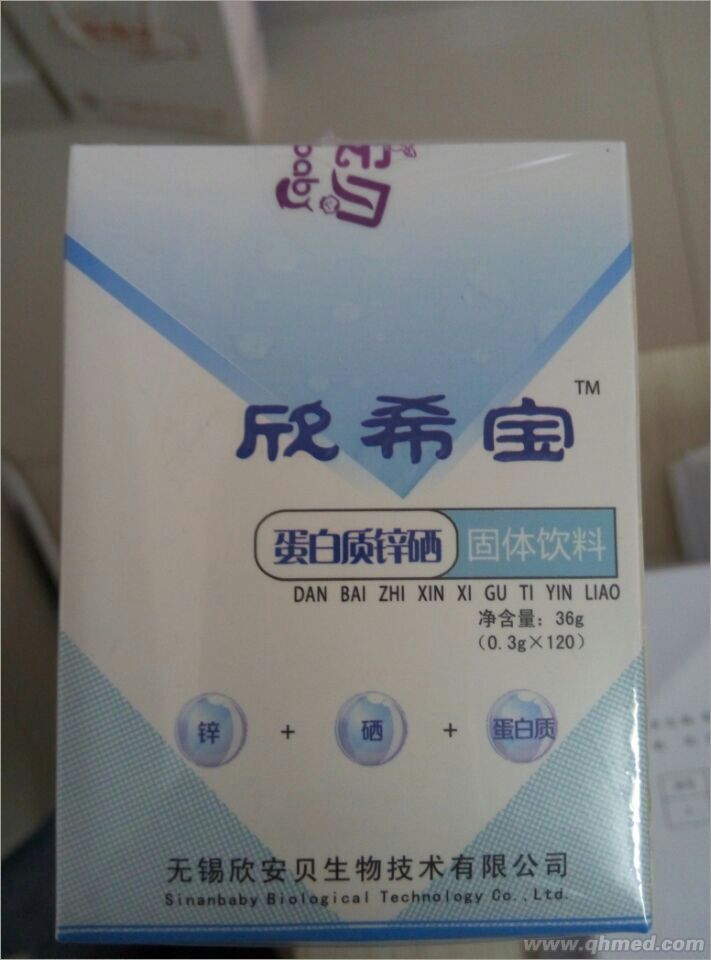 baby
欣希宝 TM
蛋白质锌硒 固体饮料
DAN BAI ZHI XIN XI GU TI YIN LIAO
净含量：36g
（0.3g×120）
锌 + 硒 + 蛋白质
无锡欣安贝生物技术有限公司
Sinanbaby Biological Technology Co.,Ltd.
www.qhmed.com